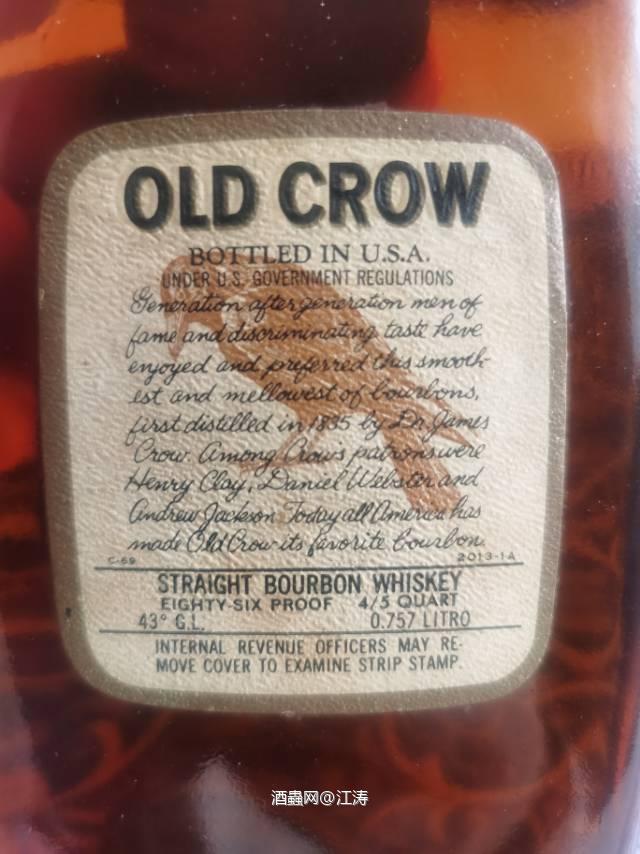 OLD CROW
BOTTLED IN U.S.A.
UNDER U.S. GOVERNMENT REGULATIONS
Generation after generation men of
fame and discriminating taste have
enjoyed and preferred this smooth-
est and mellowest of bourbons,
first distilled in 1835 by Dr. James
Crow. Among Crow's patrons were
Henry Clay, Daniel Webster and
Andrew Jackson. Today all America has
made Old Crow its favorite bourbon.
C-69 2013-1A
STRAIGHT BOURBON WHISKEY
EIGHTY-SIX PROOF 4/5 QUART
43° G.L. 0.757 LITRO
INTERNAL REVENUE OFFICERS MAY RE-
MOVE COVER TO EXAMINE STRIP STAMP.
酒蟲网@江涛